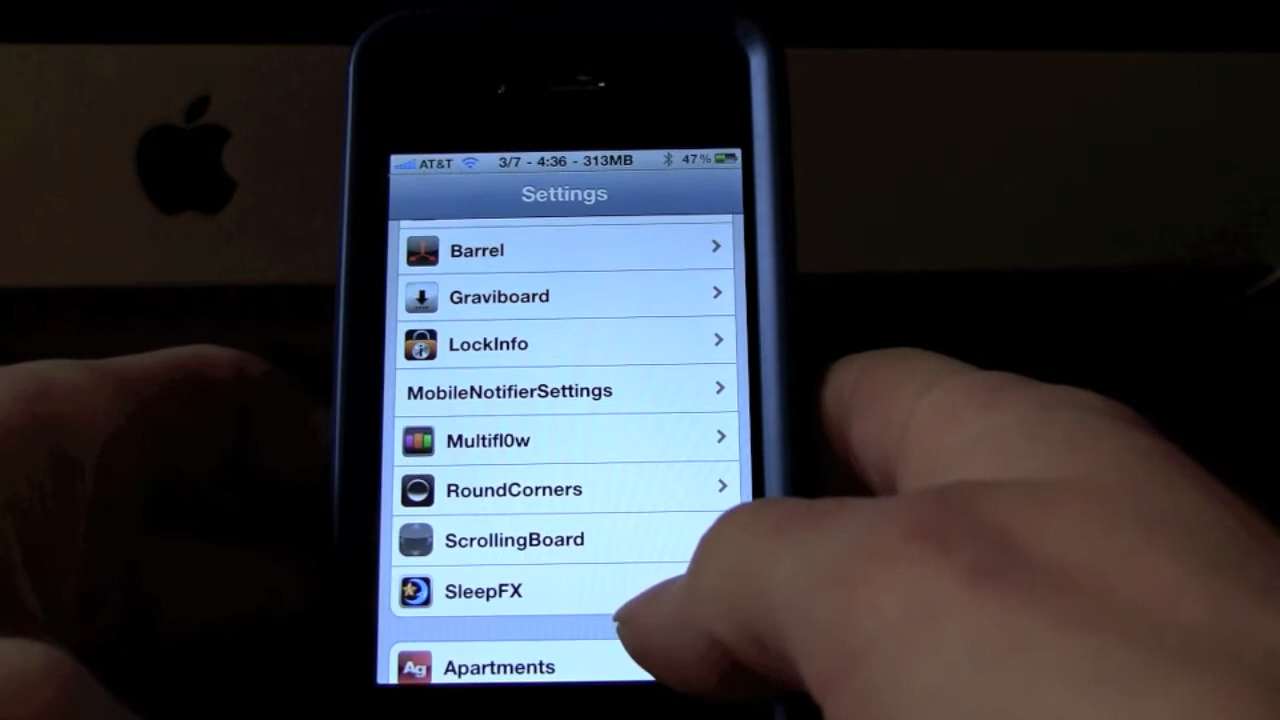 AT&T 3/7 - 4:36 - 313MB 47%
Settings
Barrel
Graviboard
LockInfo
MobileNotifierSettings
Multifl0w
RoundCorners
ScrollingBoard
SleepFX
Ag Apartments